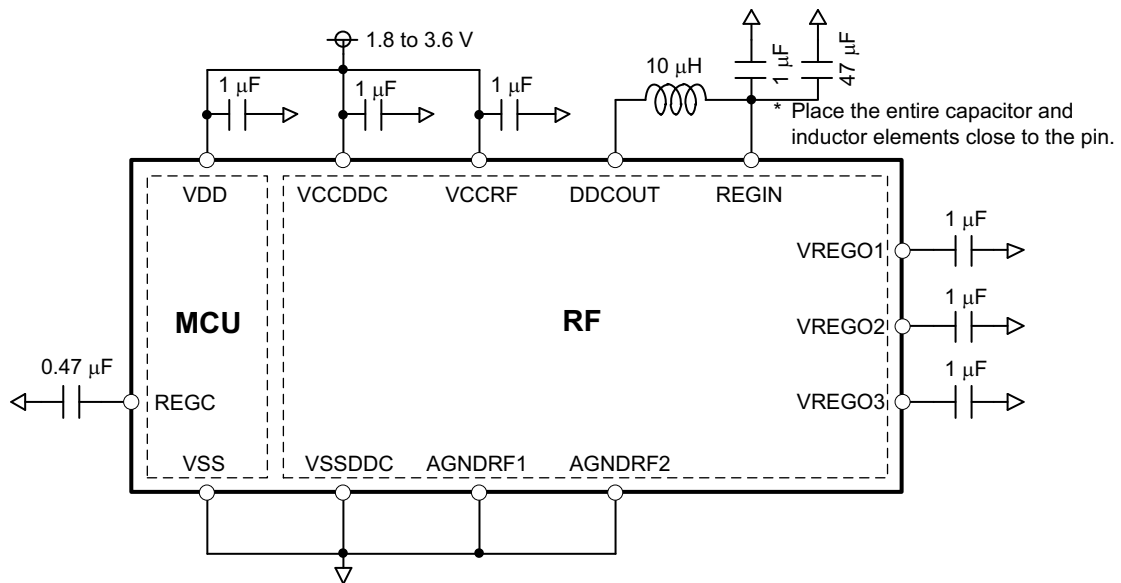 1.8 to 3.6 V
1 μF
1 μF
1 μF
10 μH
1 μF
47 μF
* Place the entire capacitor and
inductor elements close to the pin.
VDD
VCCDDC
VCCRF
DDCOUT
REGIN
VREGO1
1 μF
MCU
RF
VREGO2
1 μF
0.47 μF
REGC
VREGO3
1 μF
VSS
VSSDDC
AGNDRF1
AGNDRF2